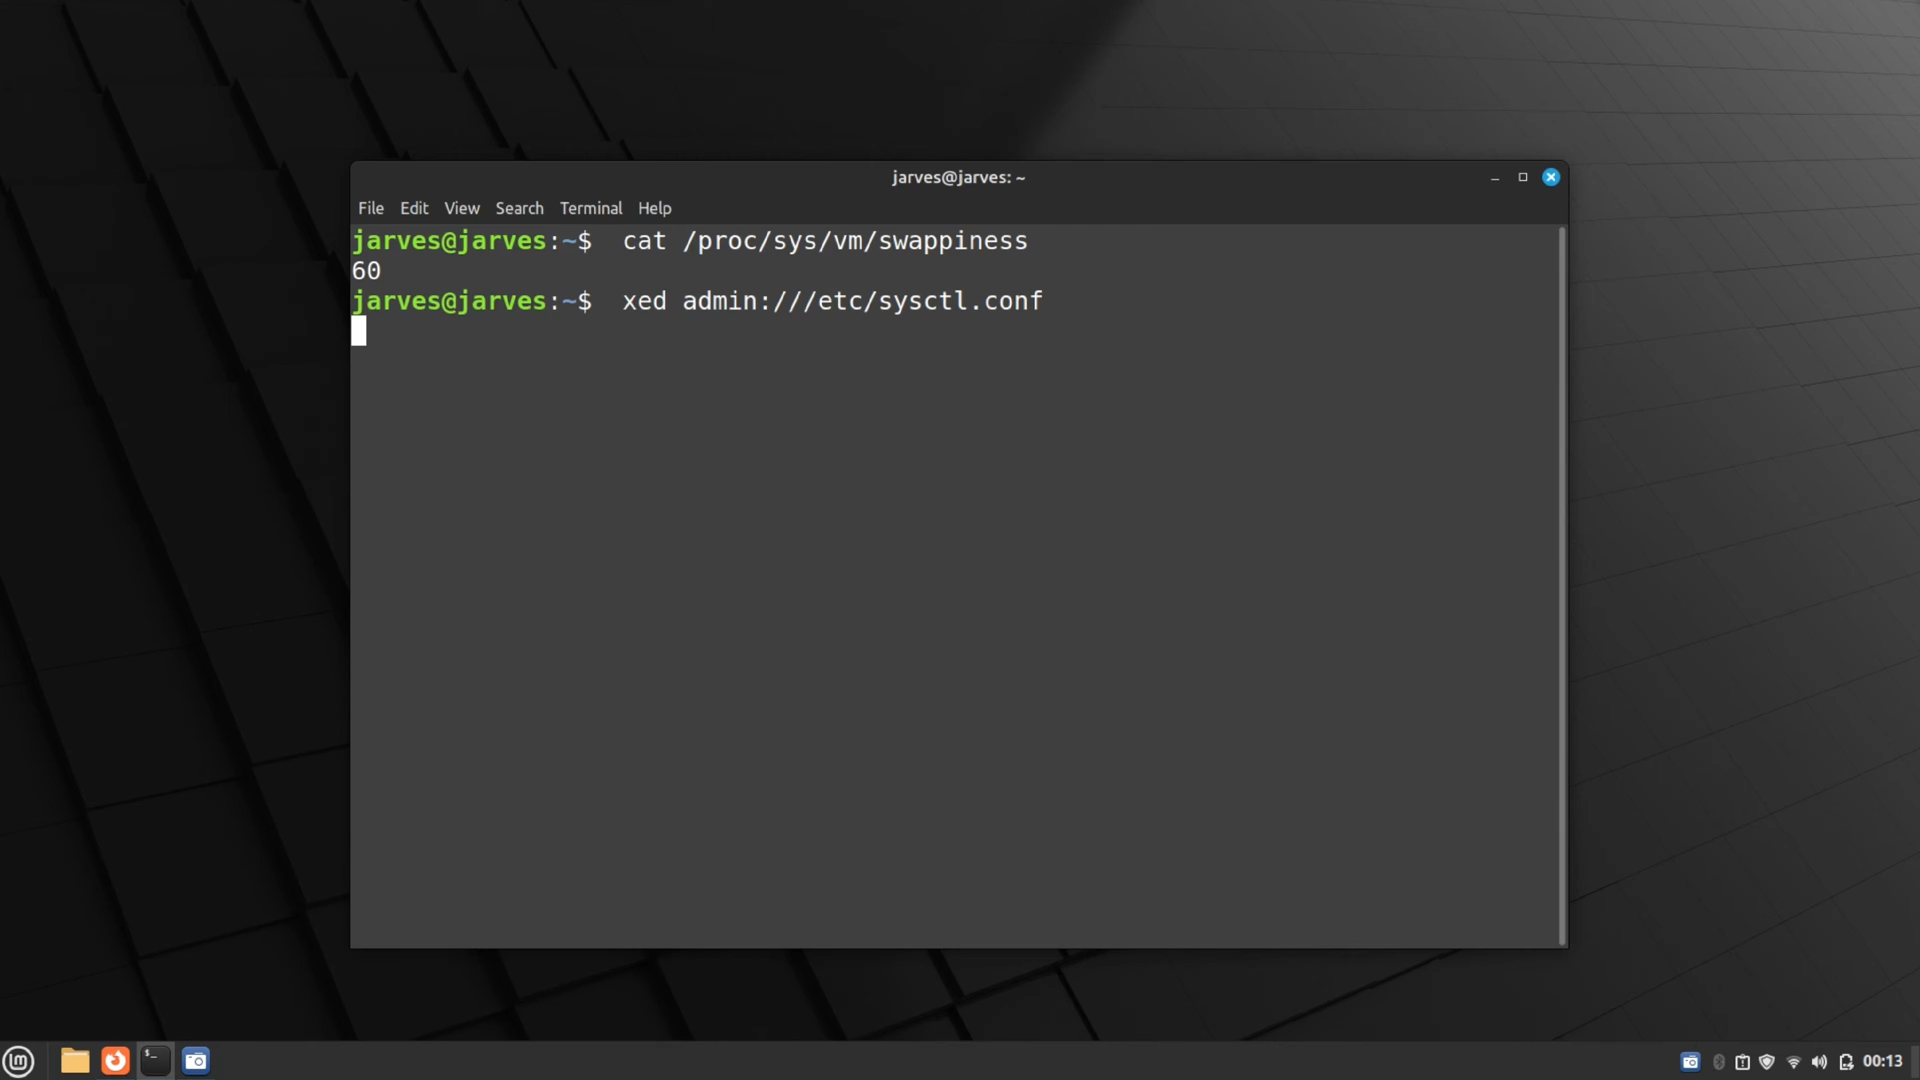 jarves@jarves: ~
File Edit View Search Terminal Help
jarves@jarves:~$  cat /proc/sys/vm/swappiness
60
jarves@jarves:~$  xed admin:///etc/sysctl.conf
00:13